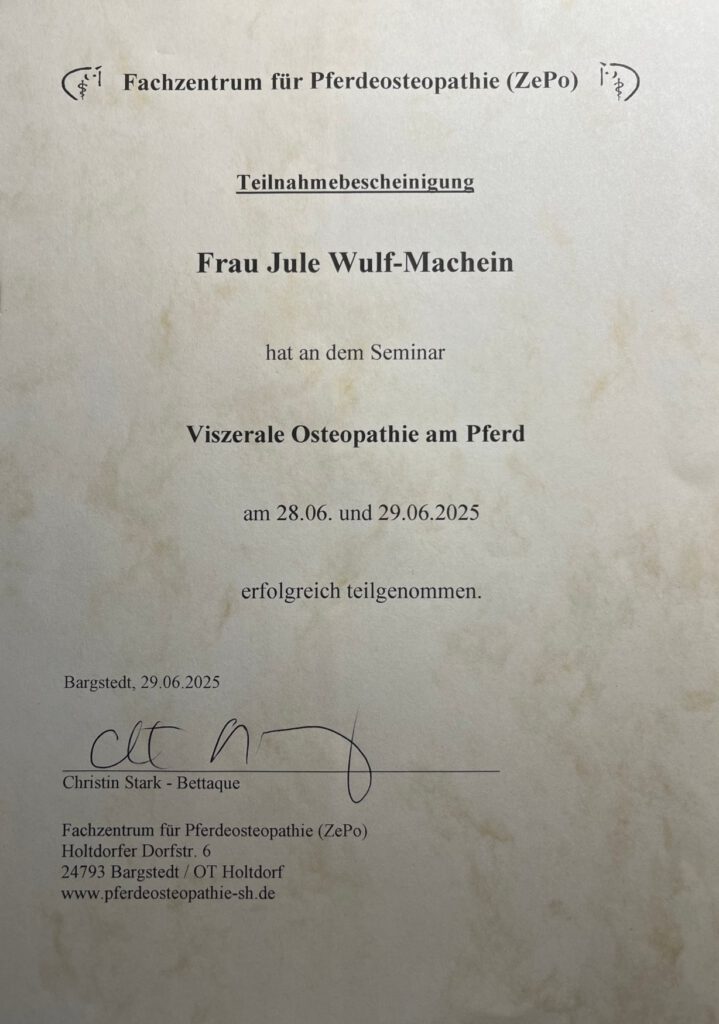 Fachzentrum für Pferdeosteopathie (ZePo)
Teilnahmebescheinigung
Frau Jule Wulf-Machein
hat an dem Seminar
Viszerale Osteopathie am Pferd
am 28.06. und 29.06.2025
erfolgreich teilgenommen.
Bargstedt, 29.06.2025
Christin Stark - Bettaque
Fachzentrum für Pferdeosteopathie (ZePo)
Holtdorfer Dorfstr. 6
24793 Bargstedt / OT Holtdorf
www.pferdeosteopathie-sh.de